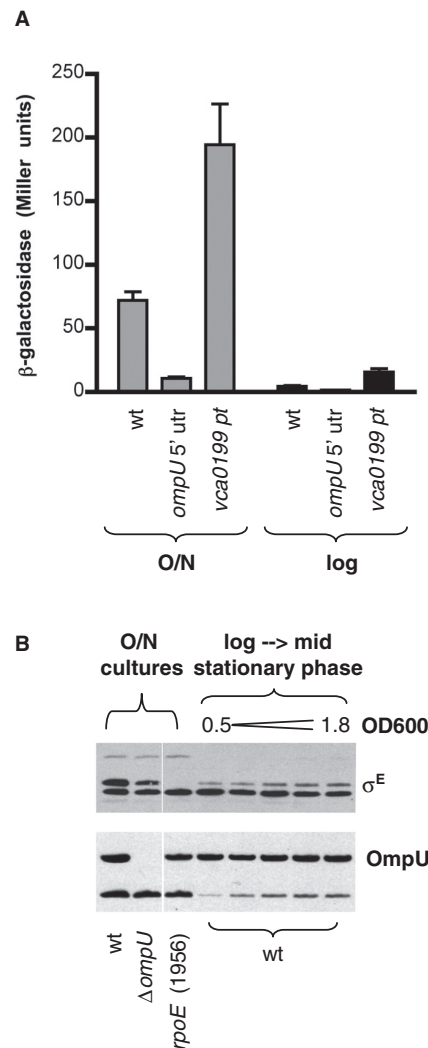 A
β-galactosidase (Miller units)
250
200
150
100
50
0
wt
ompU 5' utr
vca0199 pt
wt
ompU 5' utr
vca0199 pt
O/N
log
B
O/N
cultures
log --> mid
stationary phase
0.5
1.8
OD600
σE
OmpU
wt
ΔompU
rpoE (1956)
wt